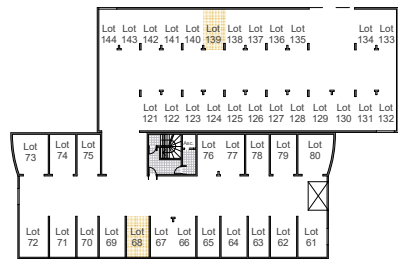 Lot Lot Lot Lot Lot Lot Lot Lot Lot Lot Lot Lot
144 143 142 141 140 139 138 137 136 135 134 133
Lot Lot Lot Lot Lot Lot Lot Lot Lot Lot Lot Lot
121 122 123 124 125 126 127 128 129 130 131 132
Lot Lot Lot Asc. Lot Lot Lot Lot Lot
73 74 75 76 77 78 79 80
Lot Lot Lot Lot Lot Lot Lot Lot Lot Lot Lot Lot
72 71 70 69 68 67 66 65 64 63 62 61